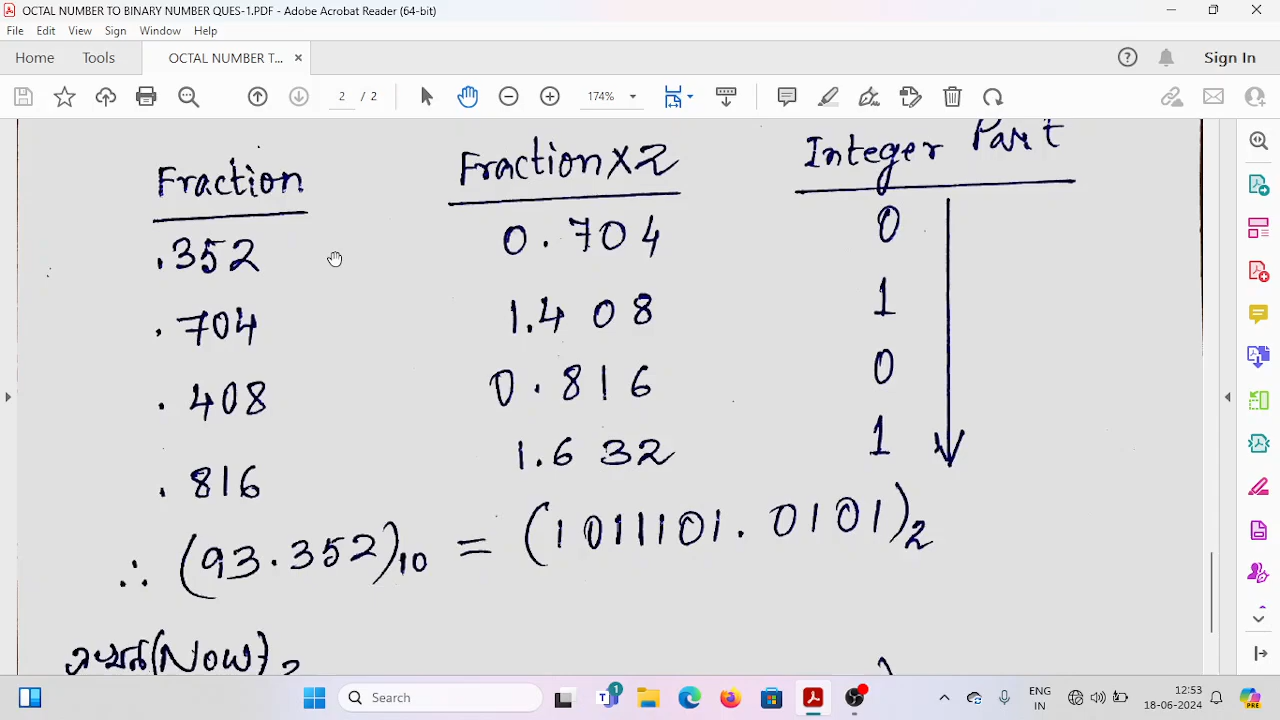 OCTAL NUMBER TO BINARY NUMBER QUES-1.PDF - Adobe Acrobat Reader (64-bit)
File Edit View Sign Window Help
Home Tools OCTAL NUMBER T... × Sign In
2 / 2 174%
Fraction Fraction X 2 Integer Part
.352 0.704 0
.704 1.408 1
.408 0.816 0
.816 1.632 1
∴ (93.352)₁₀ = (1011101.0101)₂
এখন (Now)
Search
1
ENG
IN
12:53
18-06-2024
PRE